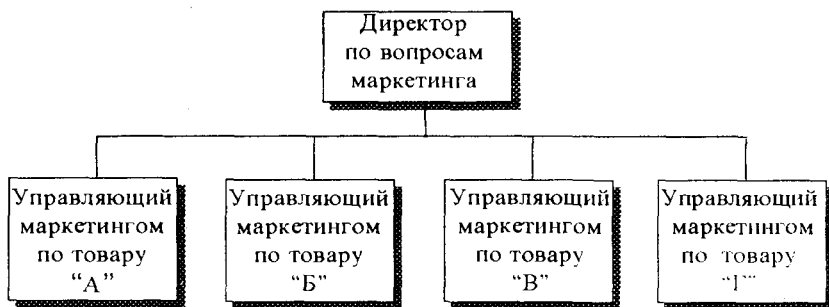 Директор
по вопросам
маркетинга
Управляющий
маркетингом
по товару
“А”
Управляющий
маркетингом
по товару
“Б”
Управляющий
маркетингом
по товару
“В”
Управляющий
маркетингом
по товару
“Г”